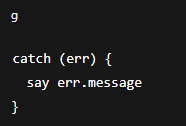 g
catch (err) {
  say err.message
}